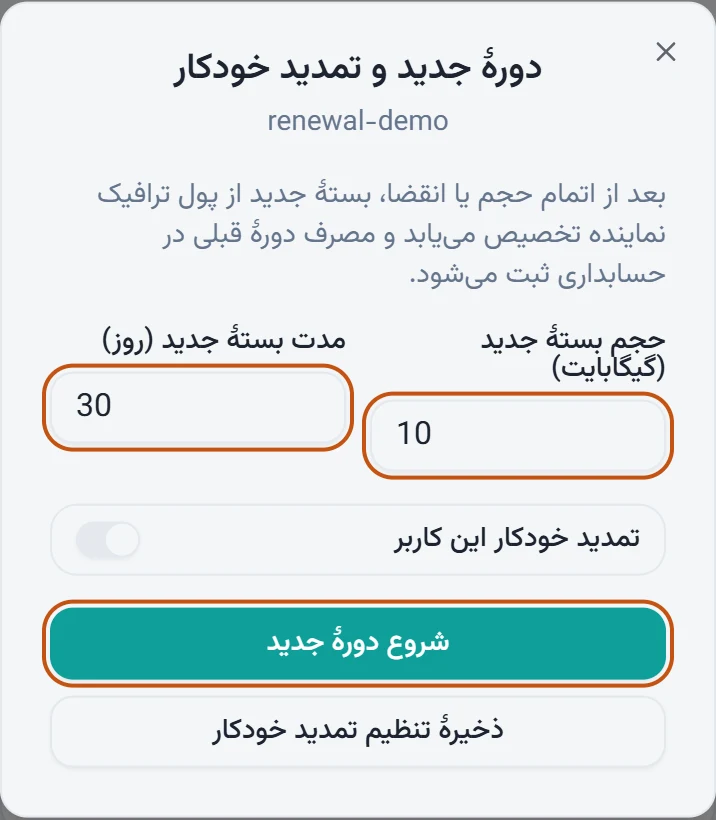 دورهٔ جدید و تمدید خودکار
renewal-demo
بعد از اتمام حجم یا انقضا، بستهٔ جدید از پول ترافیک
نماینده تخصیص می‌یابد و مصرف دورهٔ قبلی در
حسابداری ثبت می‌شود.
حجم بستهٔ جدید
(گیگابایت)
10
مدت بستهٔ جدید (روز)
30
تمدید خودکار این کاربر
شروع دورهٔ جدید
ذخیرهٔ تنظیم تمدید خودکار